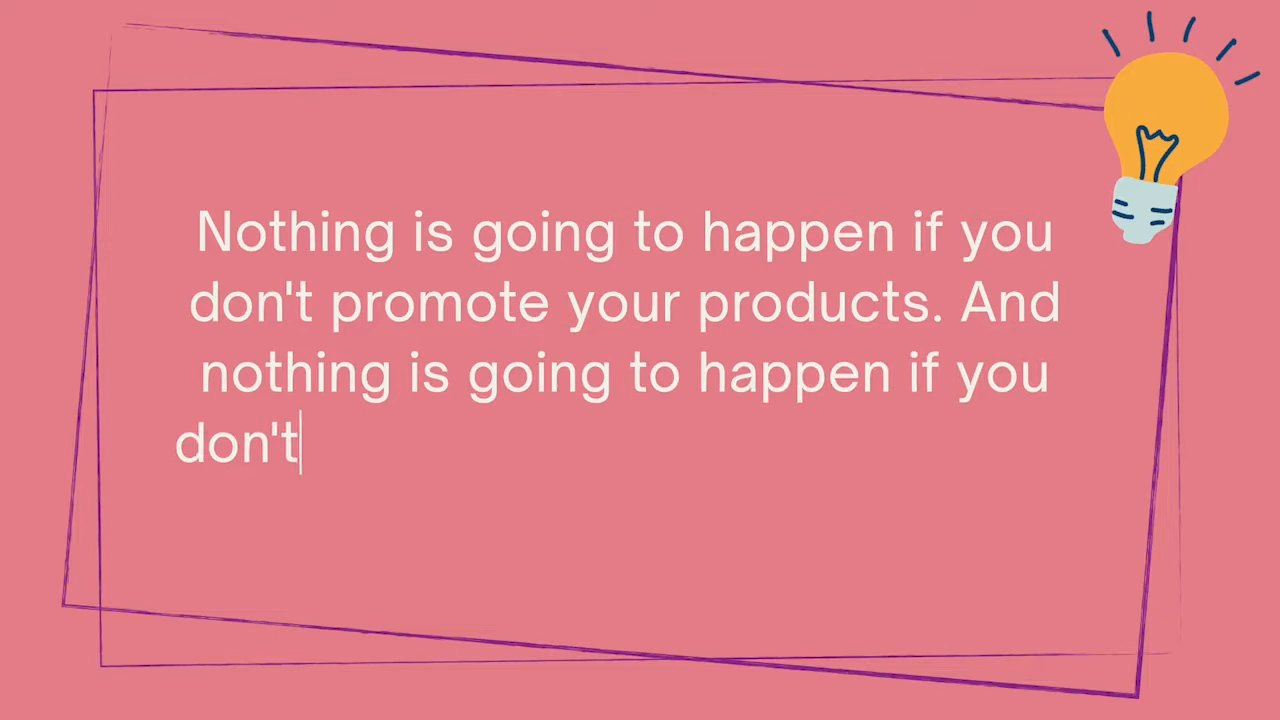 Nothing is going to happen if you
don't promote your products. And
nothing is going to happen if you
don't